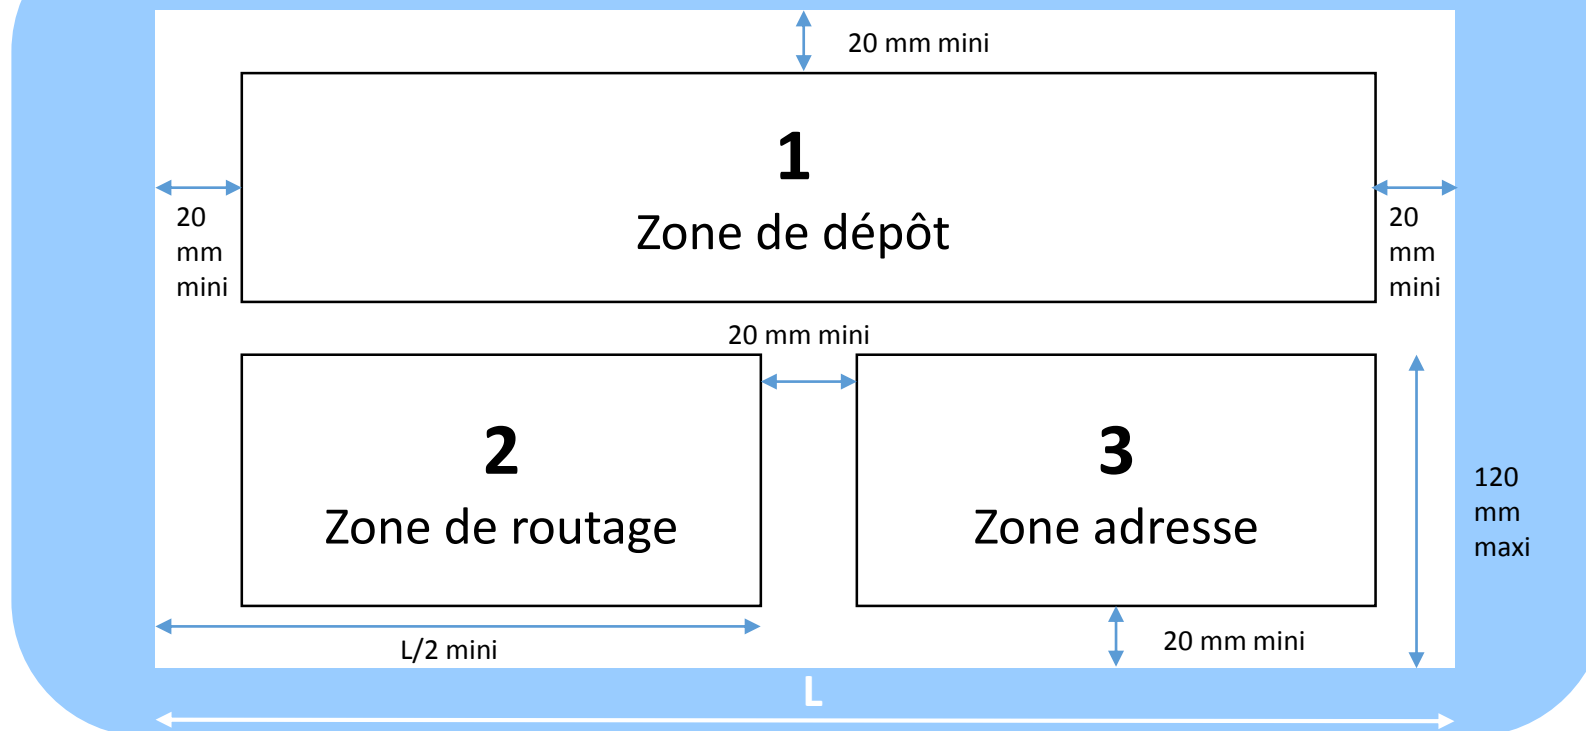 20 mm mini
1
Zone de dépôt
20
mm
mini
20
mm
mini
20 mm mini
2
Zone de routage
3
Zone adresse
120
mm
maxi
L/2 mini
20 mm mini
L